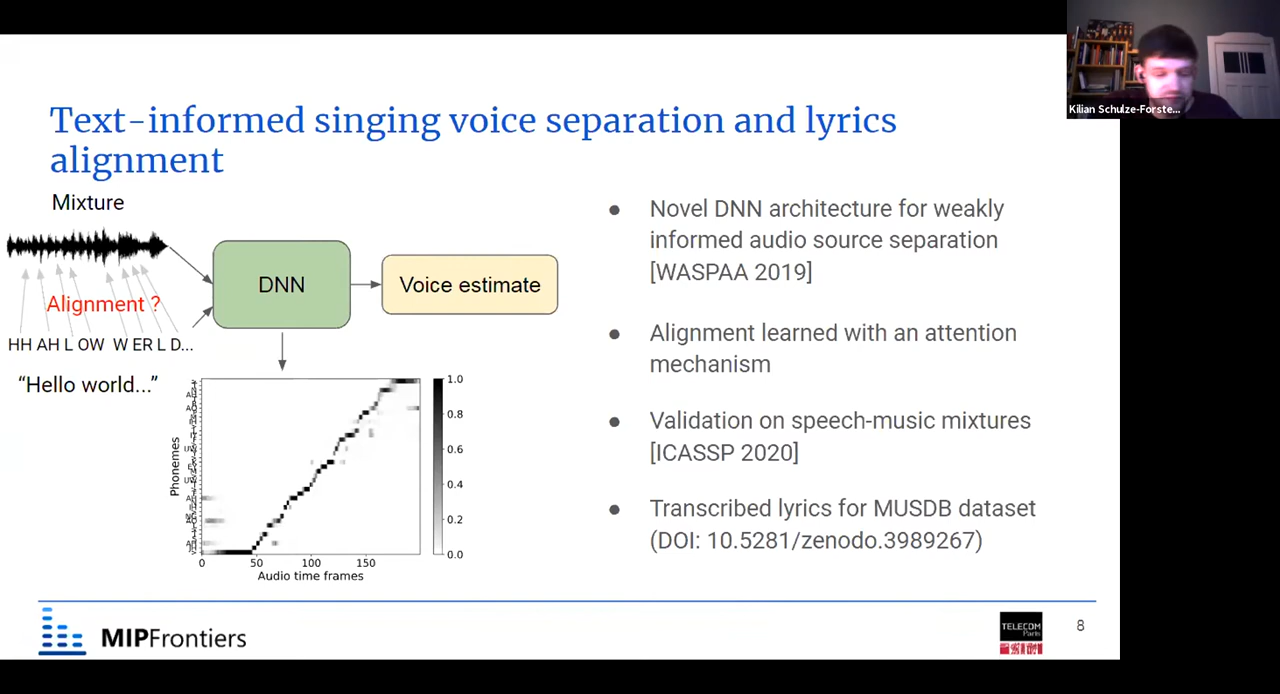 Kilian Schulze-Forste...
Text-informed singing voice separation and lyrics
alignment
Mixture
Alignment ?
HH AH L OW W ER L D...
“Hello world...”
DNN
Voice estimate
Phonemes
1.0
0.8
0.6
0.4
0.2
0.0
0 50 100 150
Audio time frames
● Novel DNN architecture for weakly
informed audio source separation
[WASPAA 2019]
● Alignment learned with an attention
mechanism
● Validation on speech-music mixtures
[ICASSP 2020]
● Transcribed lyrics for MUSDB dataset
(DOI: 10.5281/zenodo.3989267)
MIPFrontiers
TELECOM
Paris
8